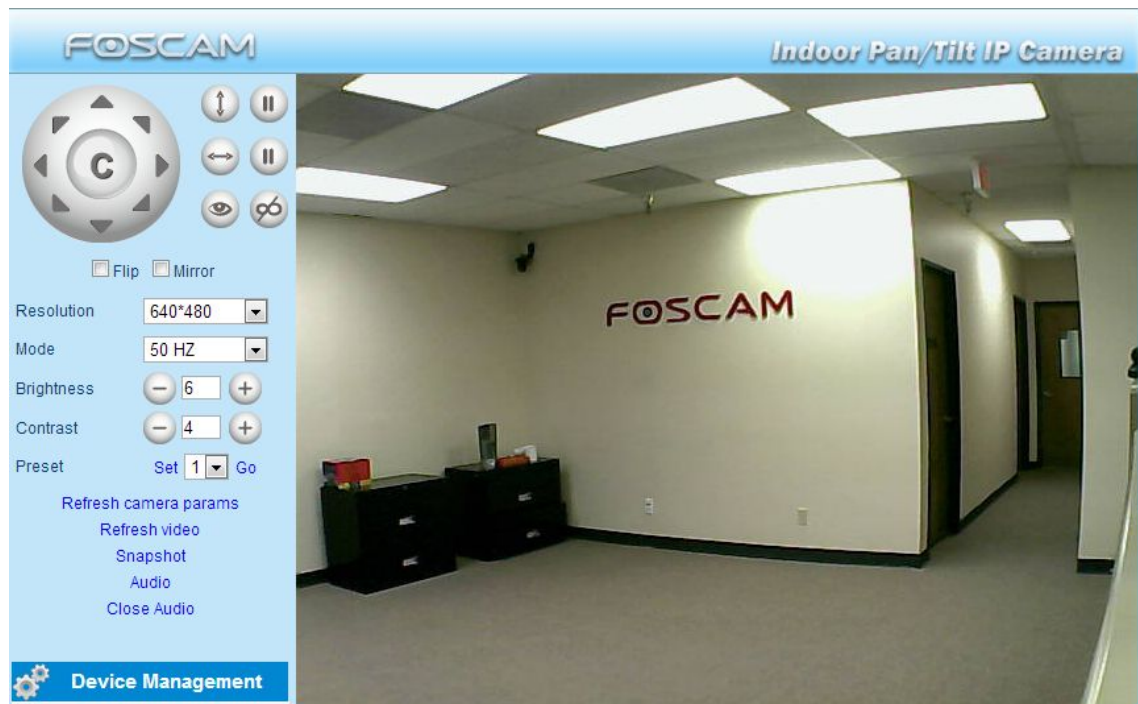 FOSCAM
Indoor Pan/Tilt IP Camera
C
Flip Mirror
Resolution 640*480
Mode 50 HZ
Brightness 6
Contrast 4
Preset Set 1 Go
Refresh camera params
Refresh video
Snapshot
Audio
Close Audio
Device Management
FOSCAM